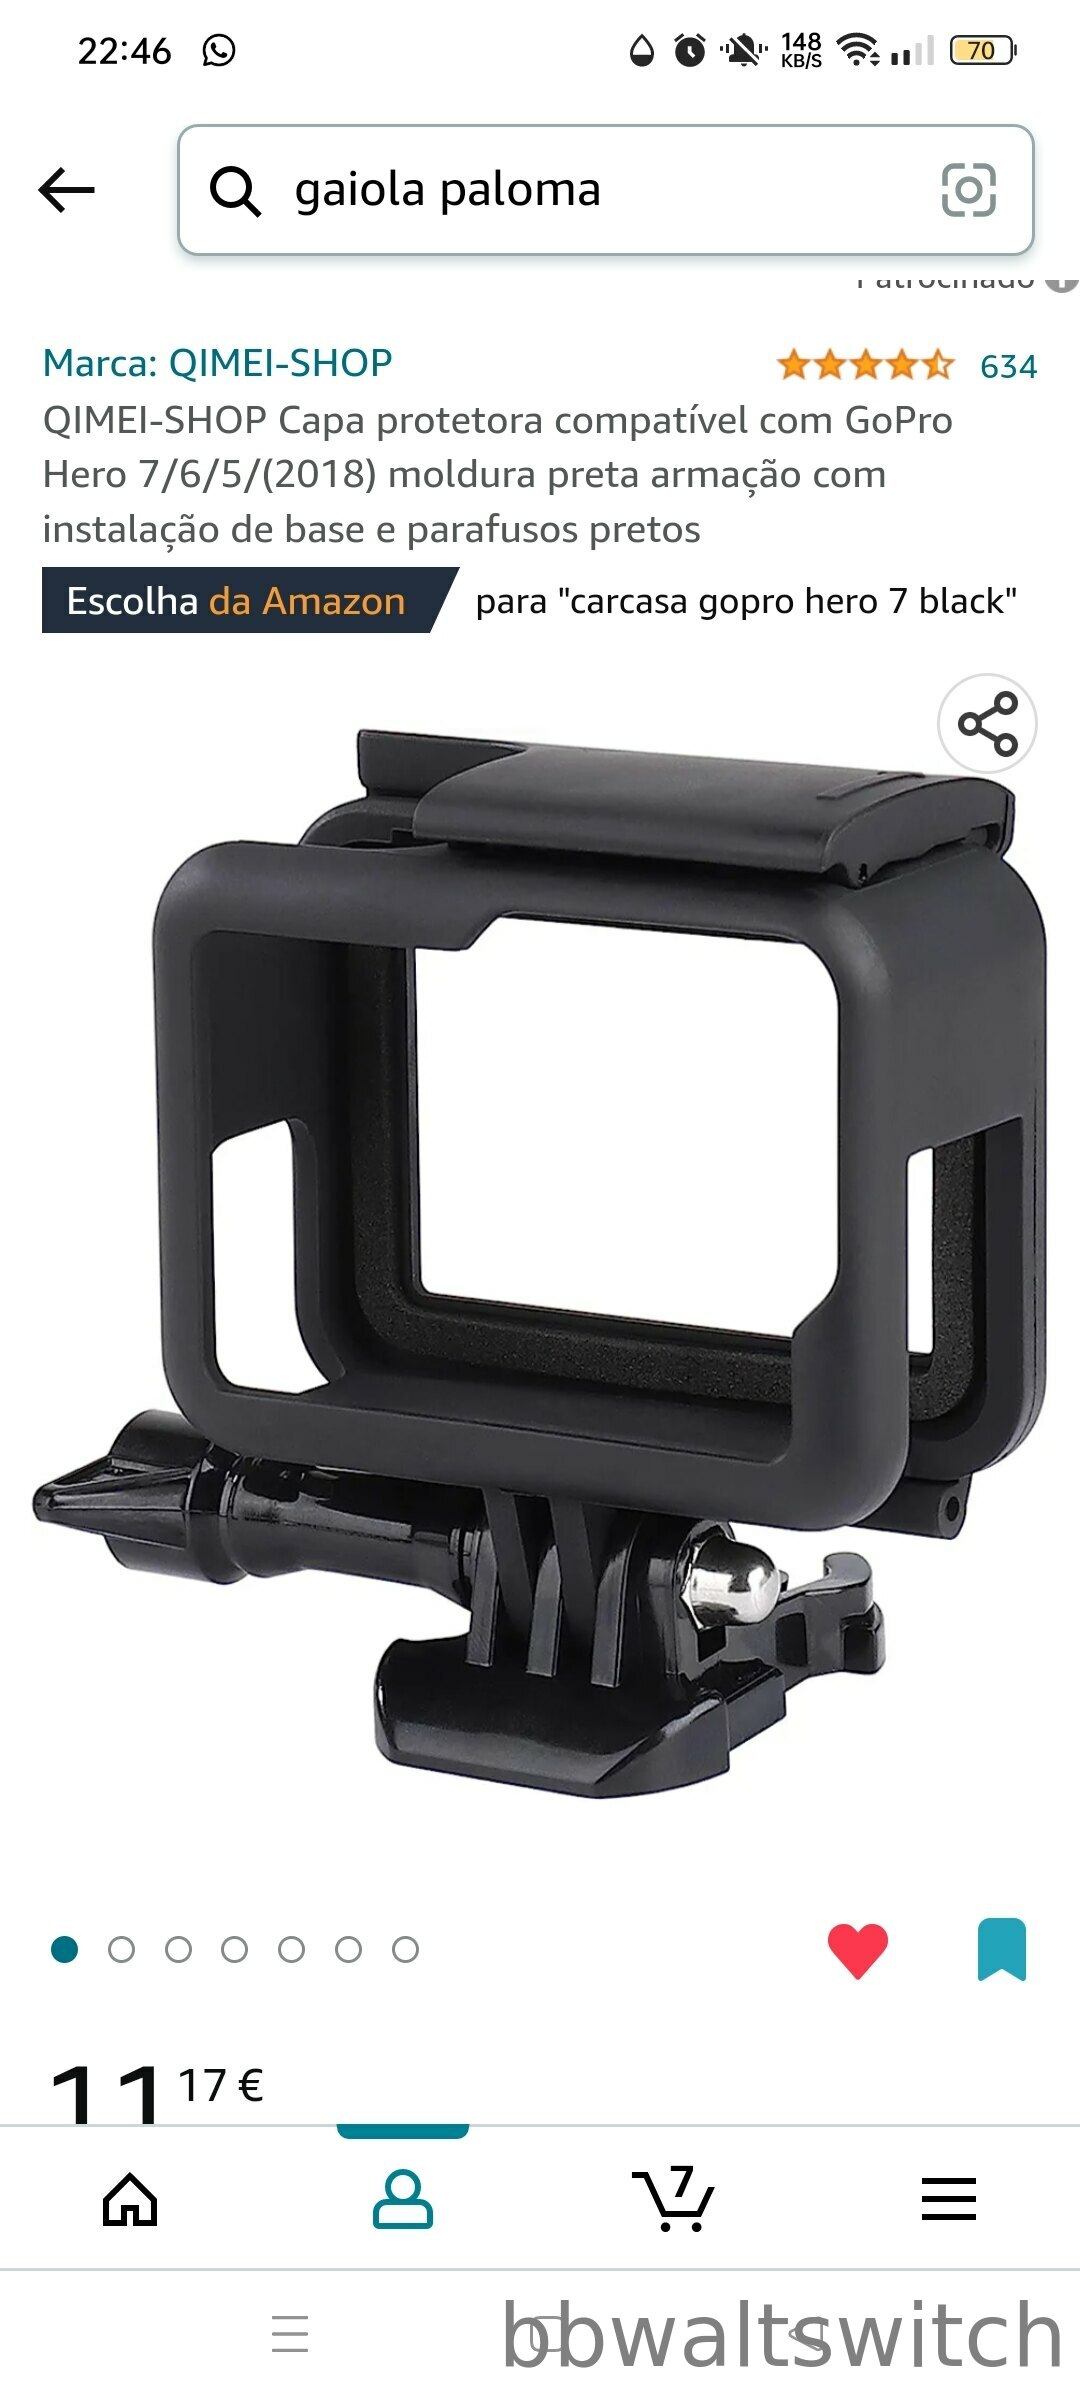 22:46
148
KB/S
70
gaiola paloma
Patrocinado
Marca: QIMEI-SHOP
634
QIMEI-SHOP Capa protetora compatível com GoPro
Hero 7/6/5/(2018) moldura preta armação com
instalação de base e parafusos pretos
Escolha da Amazon para "carcasa gopro hero 7 black"
11 17 €
7
bbwaltswitch